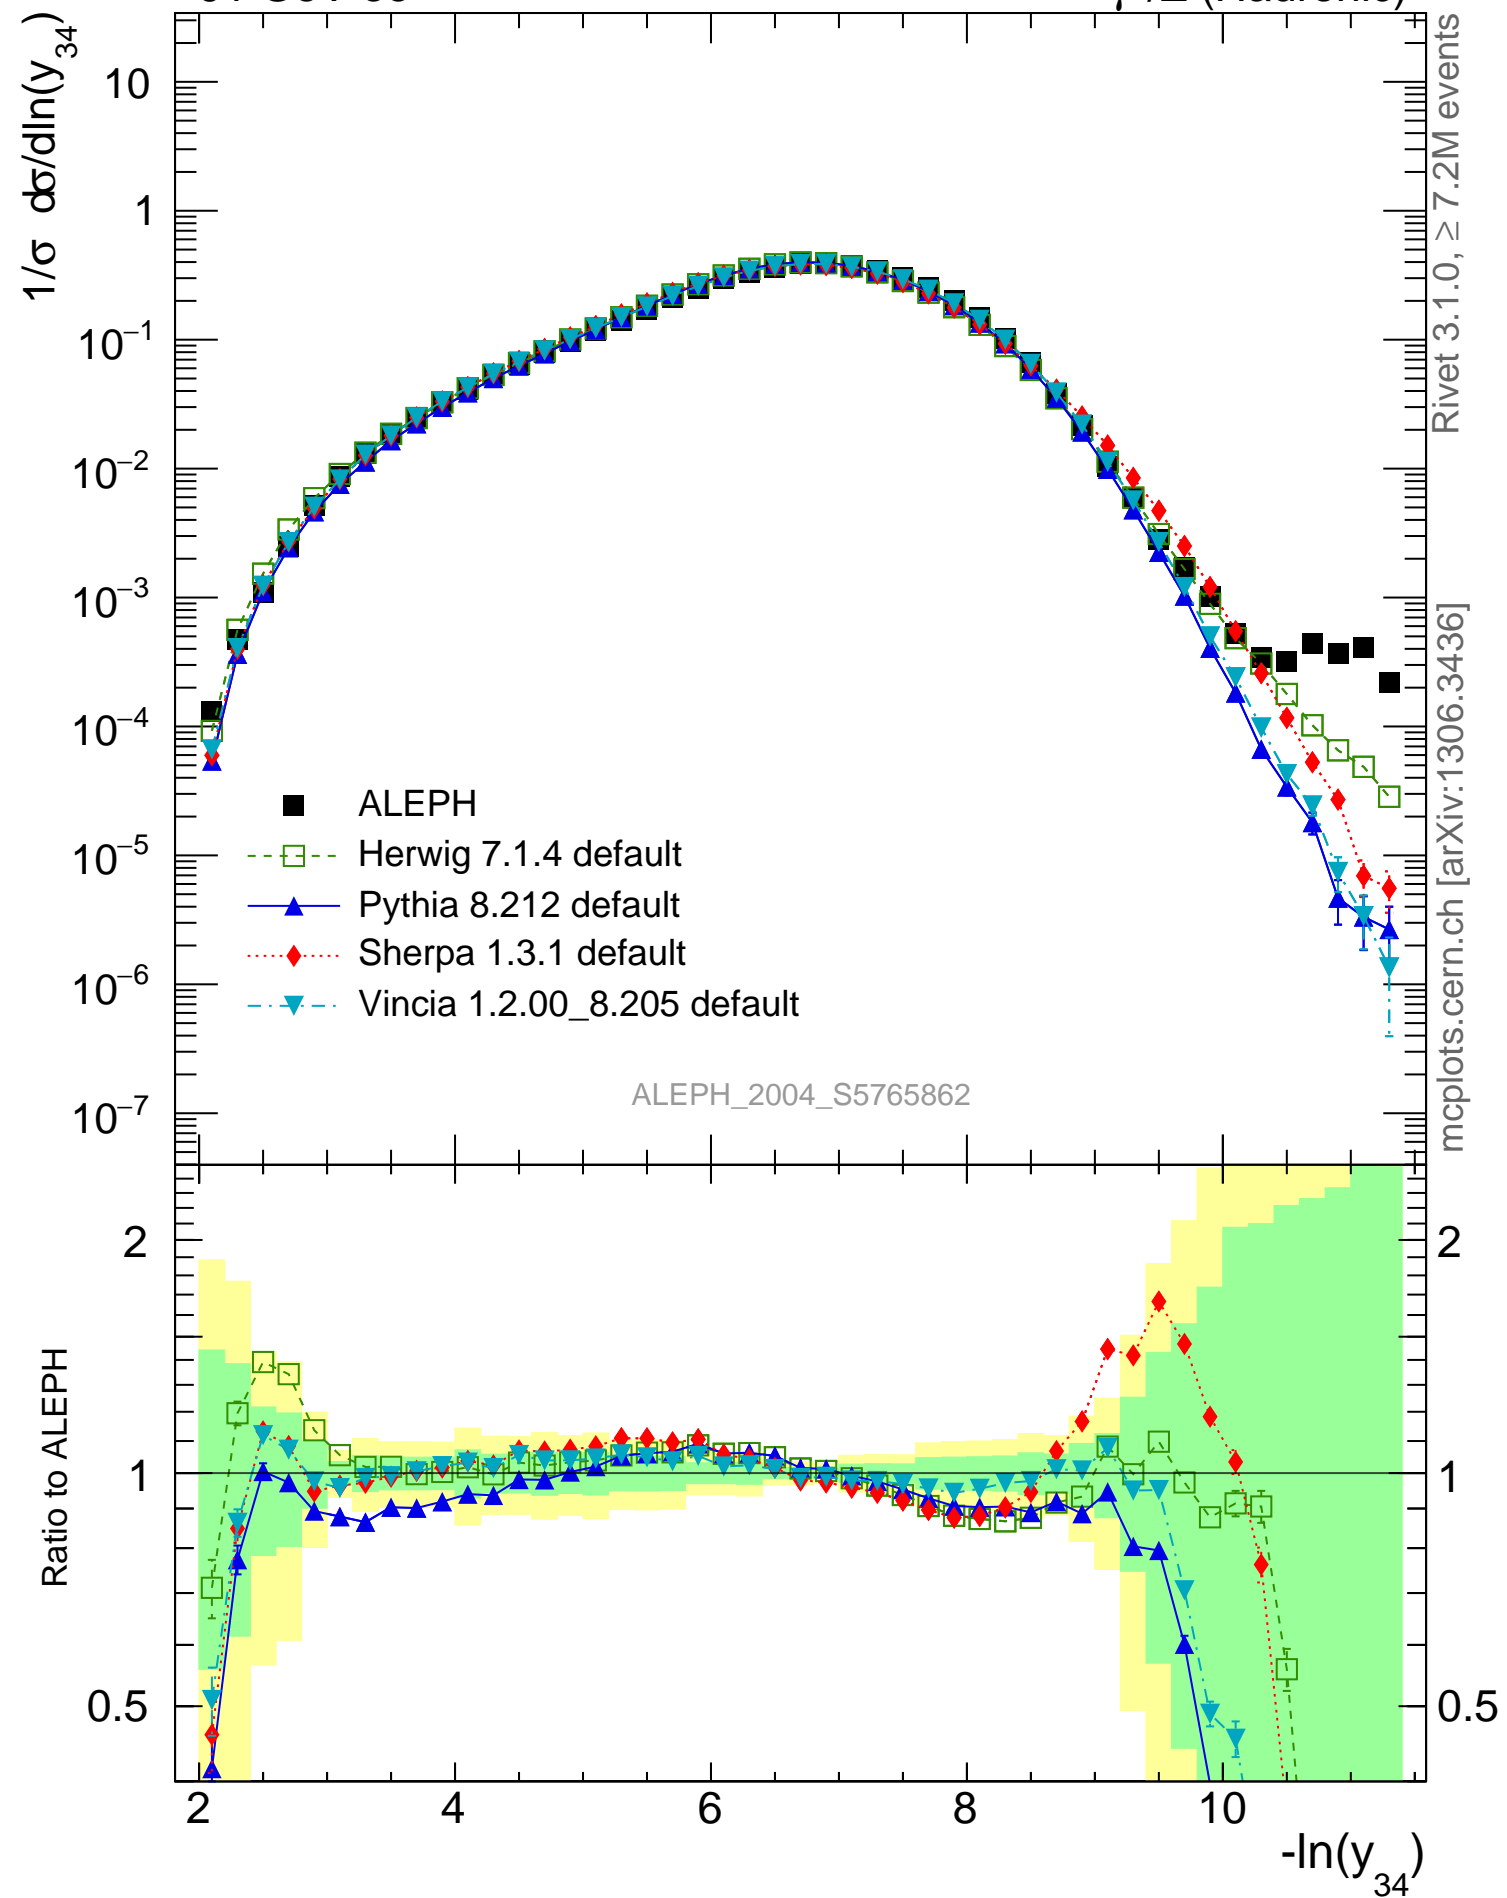 1/σ dσ/dln(y34)
10
1
10−1
10−2
10−3
10−4
10−5
10−6
10−7
ALEPH
Herwig 7.1.4 default
Pythia 8.212 default
Sherpa 1.3.1 default
Vincia 1.2.00_8.205 default
ALEPH_2004_S5765862
Rivet 3.1.0, ≥ 7.2M events
mcplots.cern.ch [arXiv:1306.3436]
Ratio to ALEPH
2
1
0.5
2
1
0.5
2 4 6 8 10
-ln(y34)